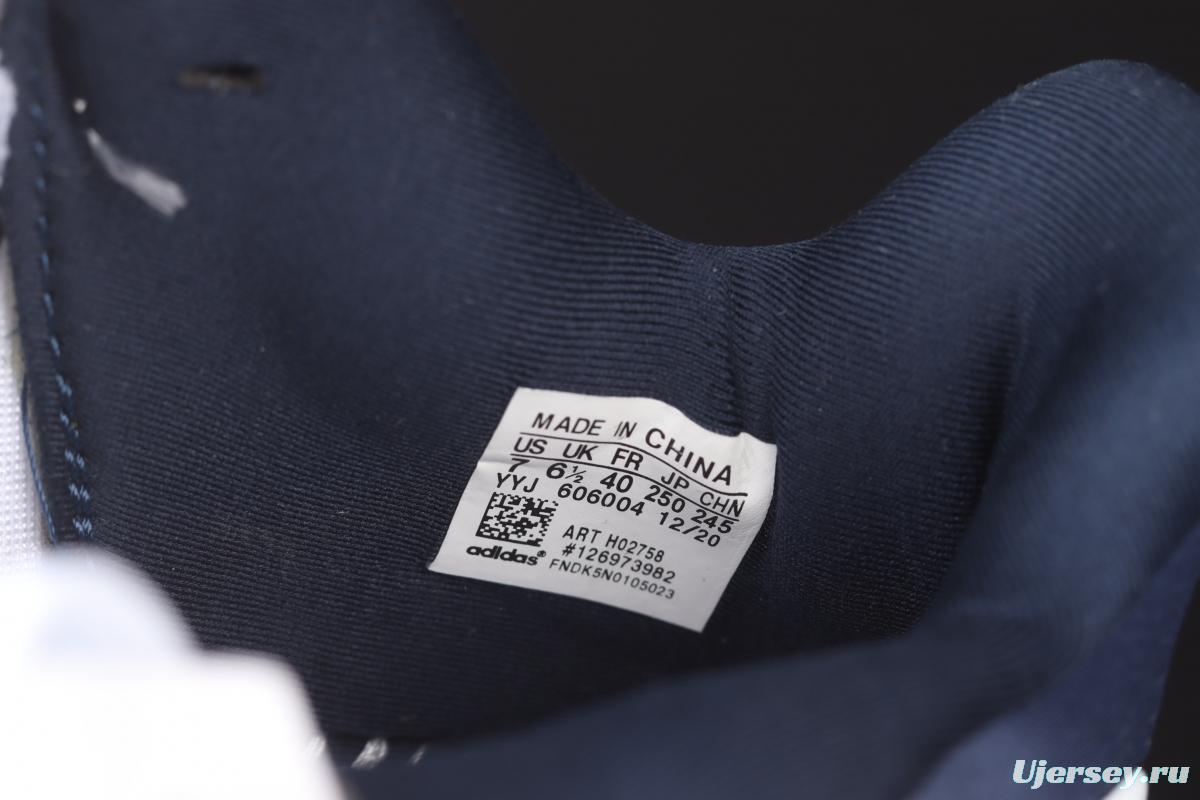 MADE IN CHINA
US UK FR JP CHN
7 6½ 40 250 245
YYJ 606004 12/20
ART H02758
#126973982
adidas® FNDK5N0105023
Ujersey.ru